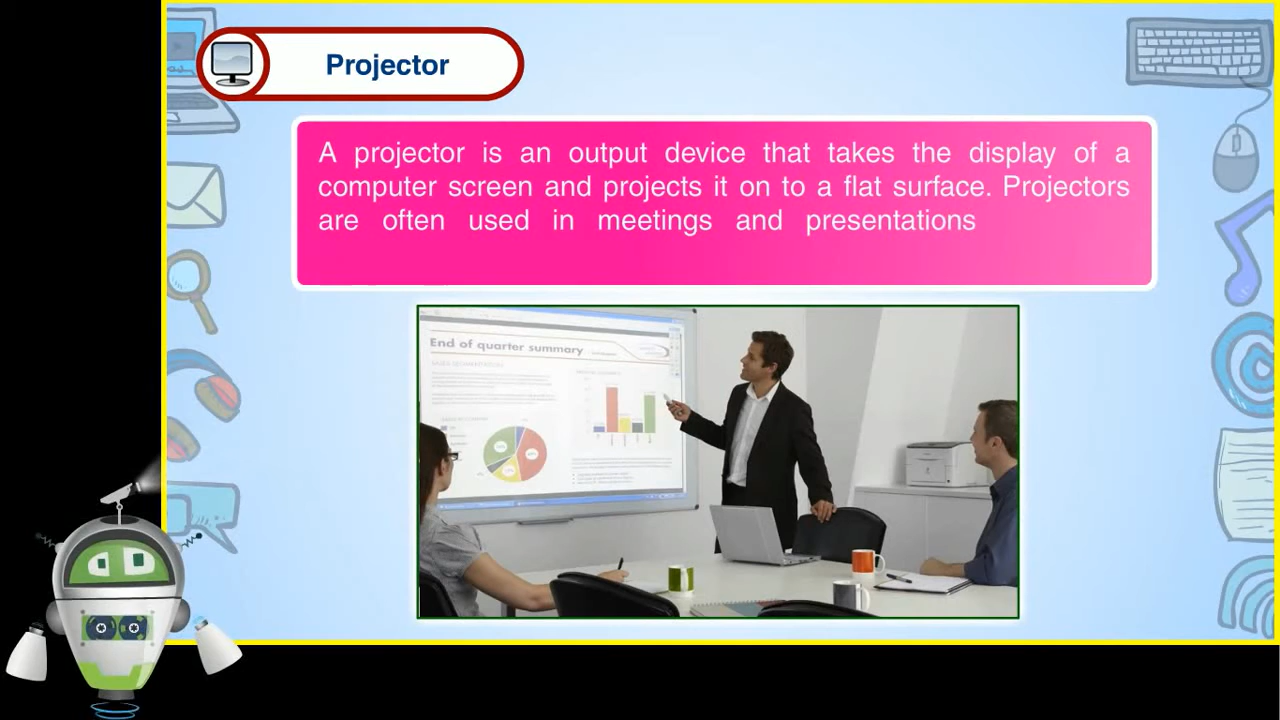 Projector
A projector is an output device that takes the display of a
computer screen and projects it on to a flat surface. Projectors
are often used in meetings and presentations
End of quarter summary